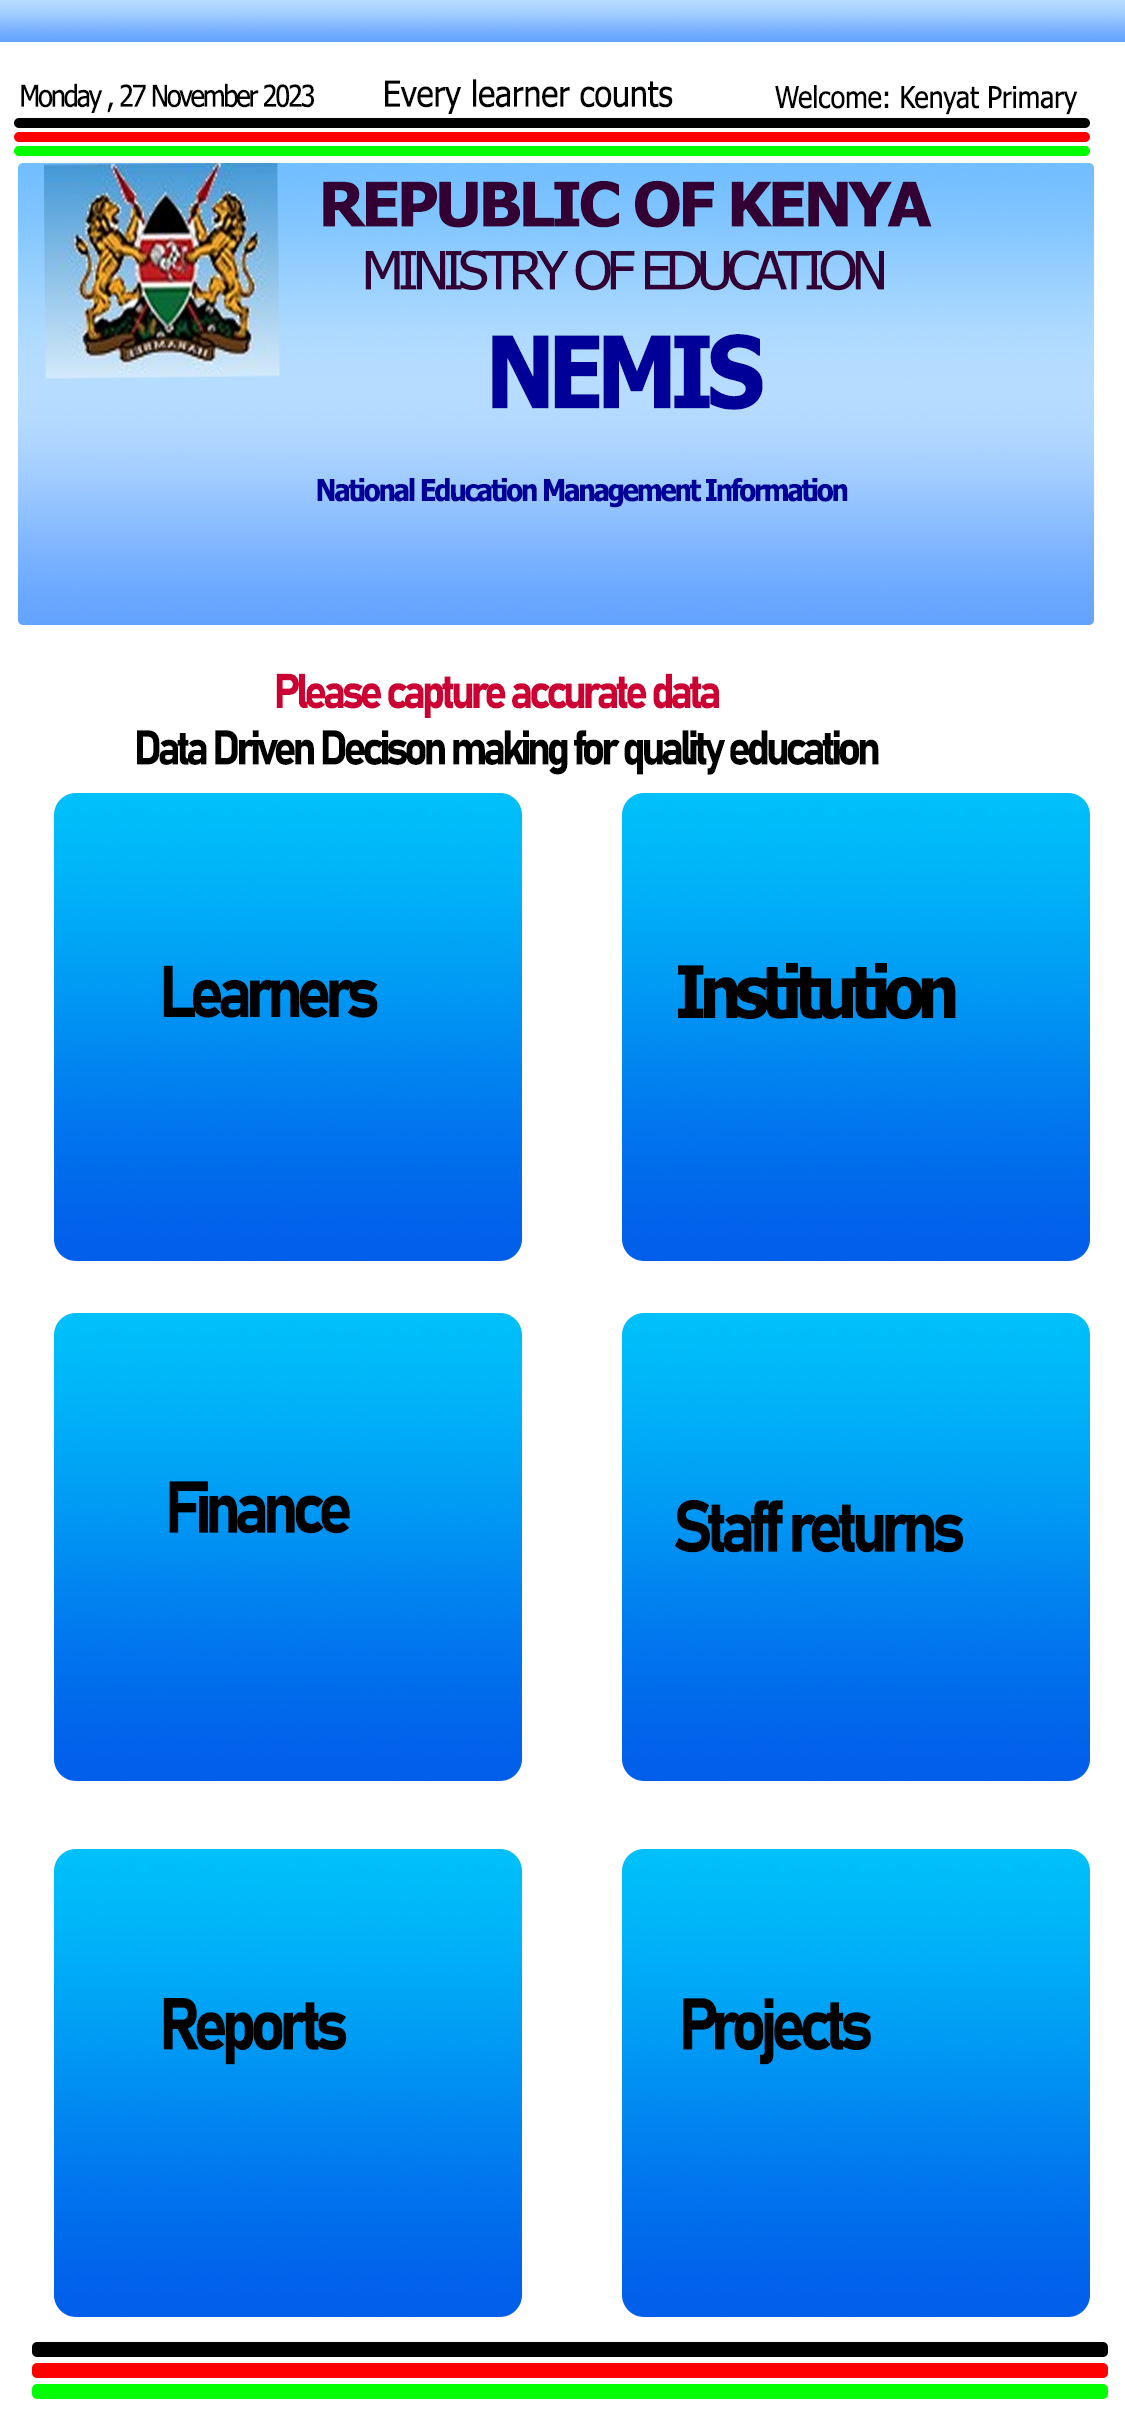 Monday , 27 November 2023
Every learner counts
Welcome: Kenyat Primary
REPUBLIC OF KENYA
MINISTRY OF EDUCATION
NEMIS
National Education Management Information
HARAMBEE
Please capture accurate data
Data Driven Decison making for quality education
Learners
Institution
Finance
Staff returns
Reports
Projects